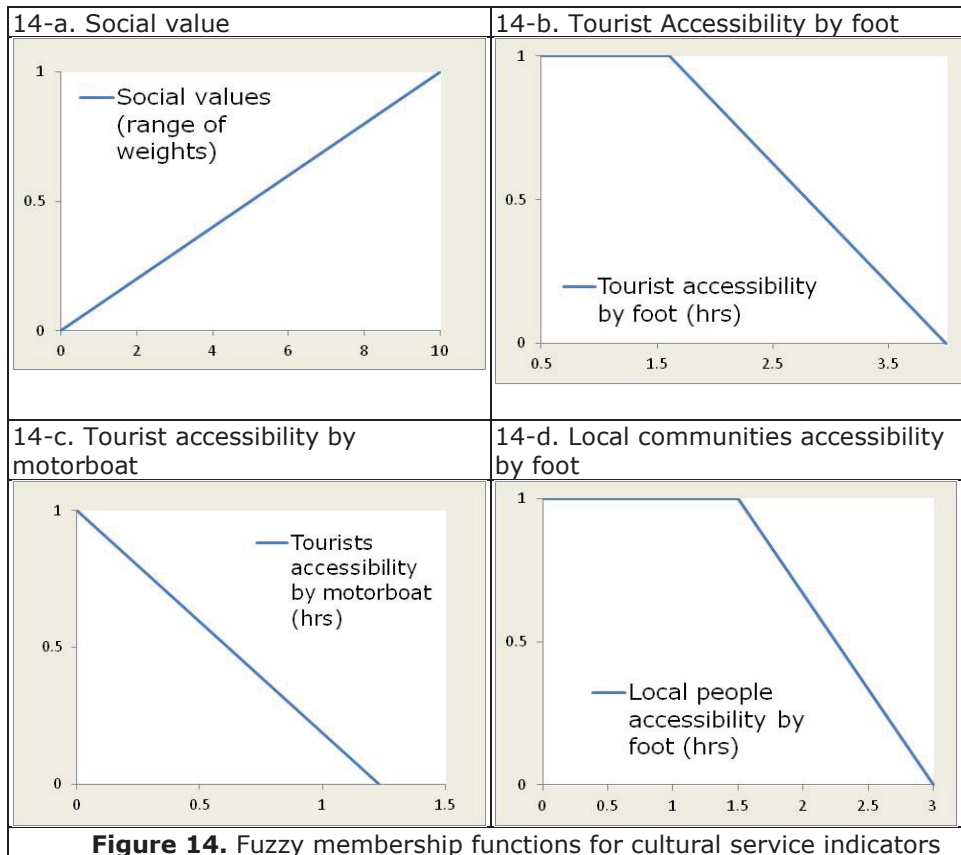 14-a. Social value
14-b. Tourist Accessibility by foot
1
0.5
0
Social values
(range of
weights)
0 2 4 6 8 10
1
0.5
0
Tourist accessibility
by foot (hrs)
0.5 1.5 2.5 3.5
14-c. Tourist accessibility by
motorboat
14-d. Local communities accessibility
by foot
1
0.5
0
Tourists
accessibility
by motorboat
(hrs)
0 0.5 1 1.5
1
0.5
0
Local people
accessibility by
foot (hrs)
0 0.5 1 1.5 2 2.5 3
Figure 14. Fuzzy membership functions for cultural service indicators